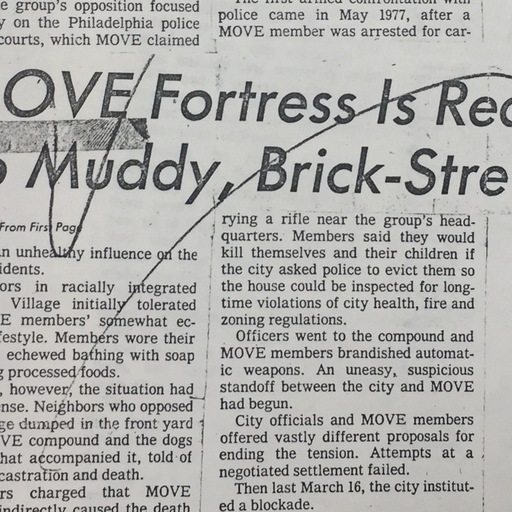 e group's opposition focused
y on the Philadelphia police
courts, which MOVE claimed
police came in May 1977, after a
MOVE member was arrested for car-
OVE Fortress Is
Muddy, Brick-Stre
From First Page
n unhealthy influence on the
idents.
ors in racially integrated
Village initially tolerated
E members' somewhat ec-
festyle. Members wore their
echewed bathing with soap
g processed foods.
, however, the situation had
nse. Neighbors who opposed
ge dumped in the front yard
VE compound and the dogs
hat accompanied it, told of
castration and death.
rs charged that MOVE
indirectly caused the death
rying a rifle near the group's head-
quarters. Members said they would
kill themselves and their children if
the city asked police to evict them so
the house could be inspected for long-
time violations of city health, fire and
zoning regulations.
Officers went to the compound and
MOVE members brandished automat-
ic weapons. An uneasy, suspicious
standoff between the city and MOVE
had begun.
City officials and MOVE members
offered vastly different proposals for
ending the tension. Attempts at a
negotiated settlement failed.
Then last March 16, the city institut-
ed a blockade.